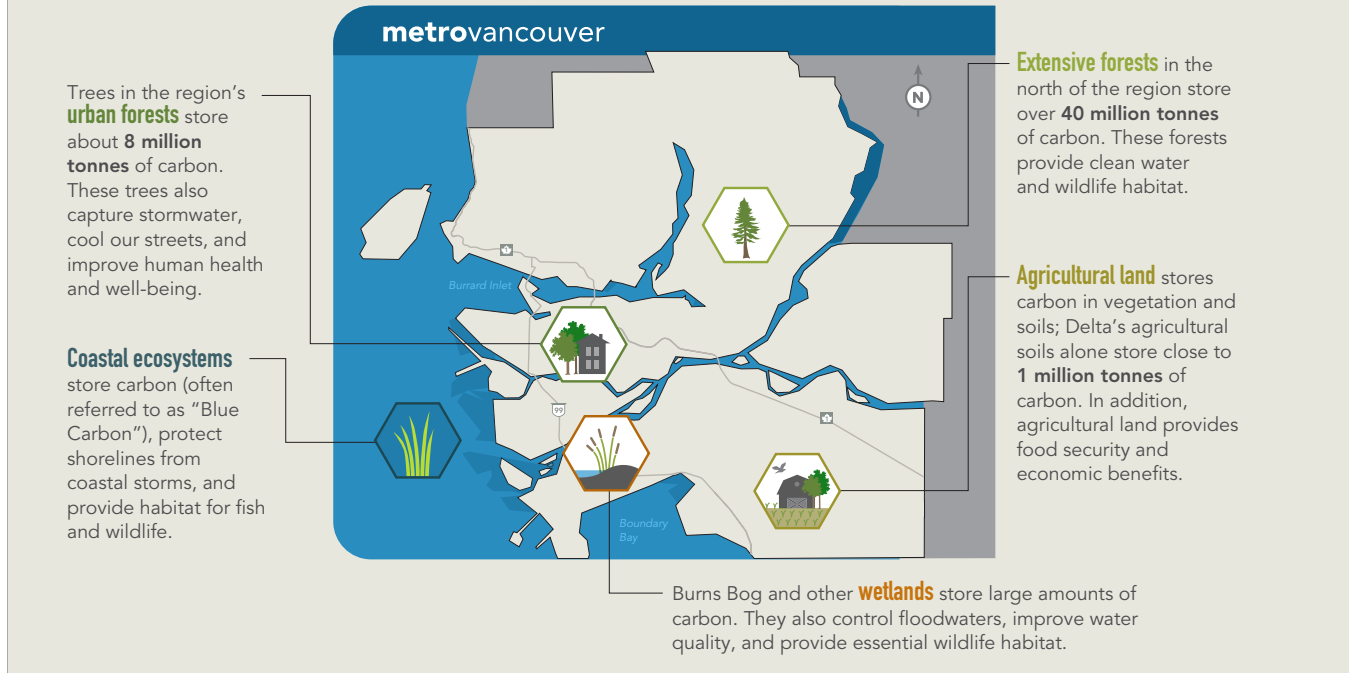 metrovancouver
Trees in the region's
urban forests store
about 8 million
tonnes of carbon.
These trees also
capture stormwater,
cool our streets, and
improve human health
and well-being.
Coastal ecosystems
store carbon (often
referred to as "Blue
Carbon"), protect
shorelines from
coastal storms, and
provide habitat for fish
and wildlife.
N
1
Burrard Inlet
99
1
Boundary
Bay
Extensive forests in the
north of the region store
over 40 million tonnes
of carbon. These forests
provide clean water
and wildlife habitat.
Agricultural land stores
carbon in vegetation and
soils; Delta's agricultural
soils alone store close to
1 million tonnes of
carbon. In addition,
agricultural land provides
food security and
economic benefits.
Burns Bog and other wetlands store large amounts of
carbon. They also control floodwaters, improve water
quality, and provide essential wildlife habitat.